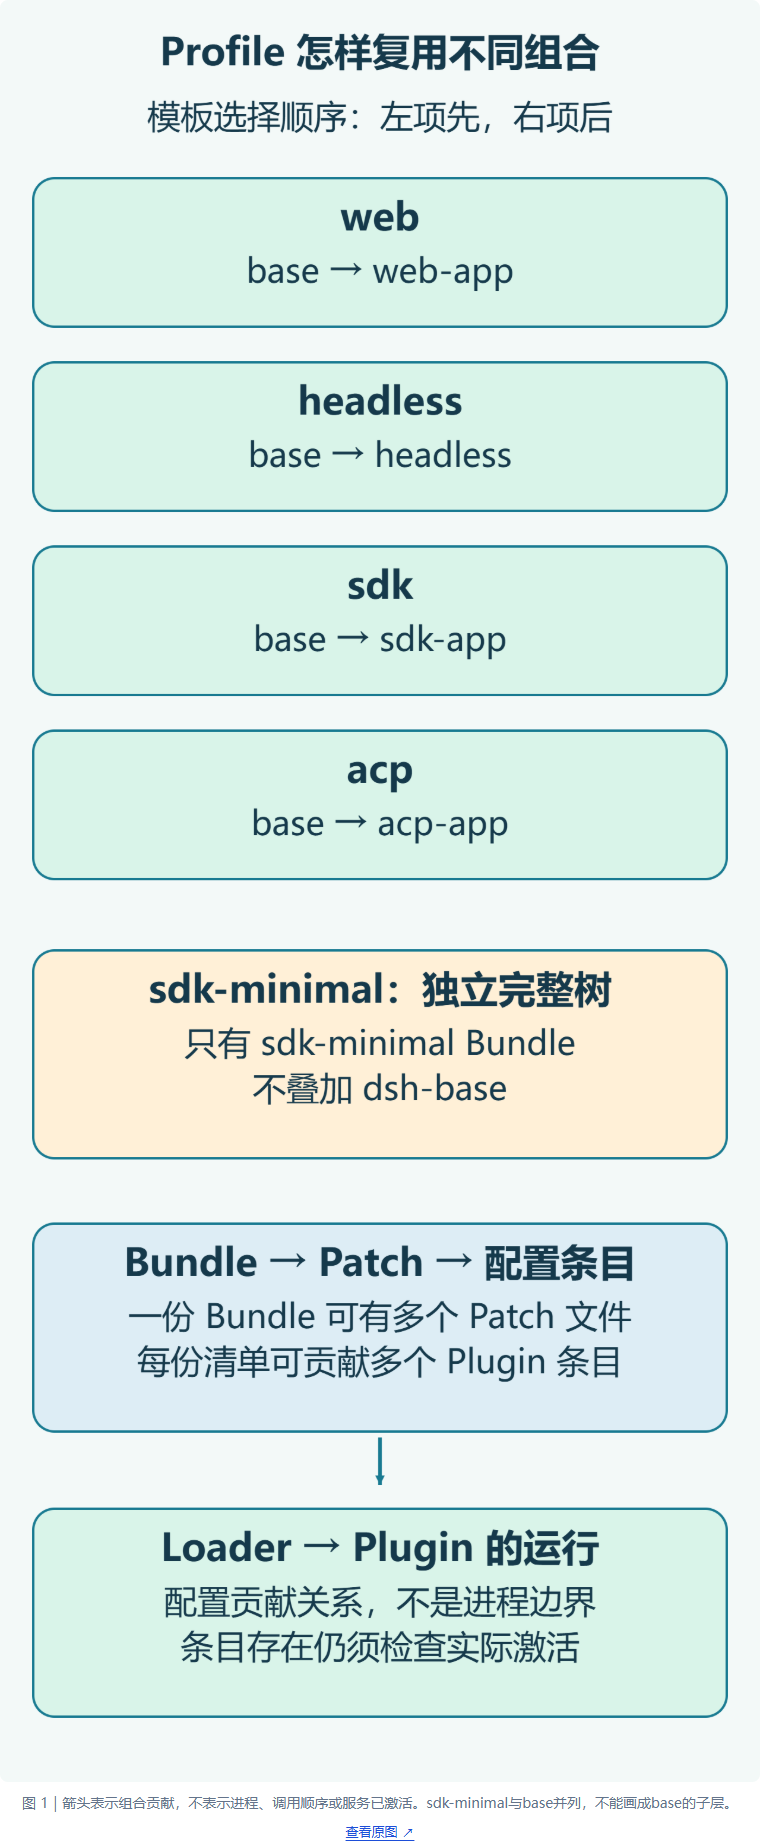 Profile 怎样复用不同组合
模板选择顺序：左项先，右项后
web
base → web-app
headless
base → headless
sdk
base → sdk-app
acp
base → acp-app
sdk-minimal：独立完整树
只有 sdk-minimal Bundle
不叠加 dsh-base
Bundle → Patch → 配置条目
一份 Bundle 可有多个 Patch 文件
每份清单可贡献多个 Plugin 条目
Loader → Plugin 的运行
配置贡献关系，不是进程边界
条目存在仍须检查实际激活
图 1｜箭头表示组合贡献，不表示进程、调用顺序或服务已激活。sdk-minimal与base并列，不能画成base的子层。
查看原图 ↗